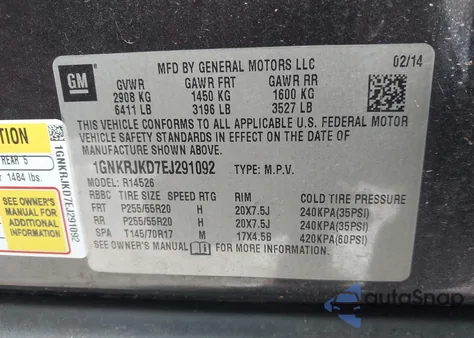 MFD BY GENERAL MOTORS LLC 02/14
GM
GVWR GAWR FRT GAWR RR
2908 KG 1450 KG 1600 KG
6411 LB 3196 LB 3527 LB
THIS VEHICLE CONFORMS TO ALL APPLICABLE U.S. FEDERAL MOTOR
VEHICLE SAFETY STANDARDS IN EFFECT ON THE DATE OF
MANUFACTURE SHOWN ABOVE.
1GNKRJKD7EJ291092 TYPE: M.P.V.
MODEL: R14526
RBBC TIRE SIZE SPEED RTG RIM COLD TIRE PRESSURE
FRT P255/55R20 H 20X7.5J 240KPA(35PSI)
RR P255/55R20 H 20X7.5J 240KPA(35PSI)
SPA T145/70R17 M 17X4.5B 420KPA(60PSI)
SEE OWNER'S MANUAL FOR MORE INFORMATION.
TION
REAR 5
1484 lbs.
SEE OWNER'S
MANUAL FOR
ADDITIONAL
INFORMATION
1GNKRJKD7EJ291092
autoSnap